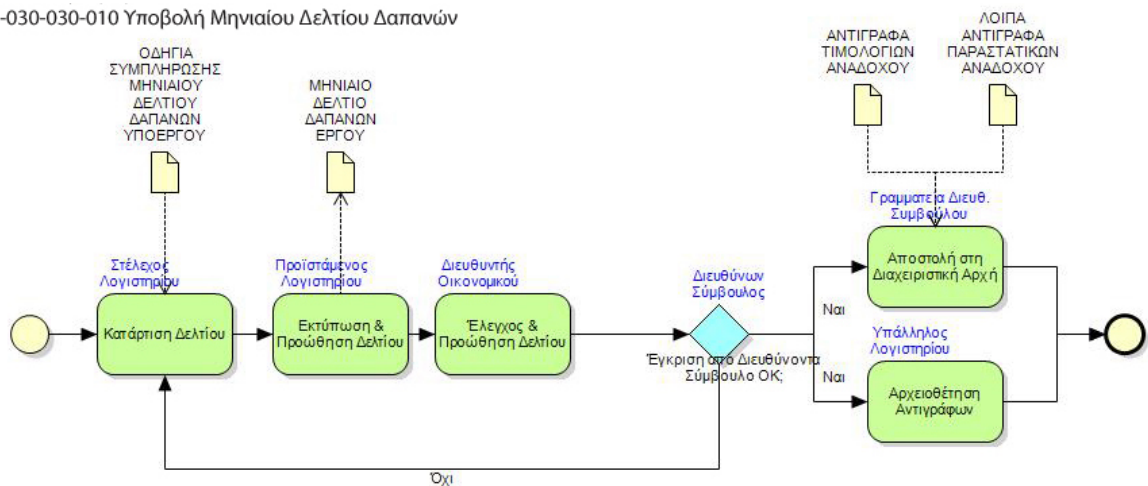 -030-030-010 Υποβολή Μηνιαίου Δελτίου Δαπανών
ΟΔΗΓΙΑ
ΣΥΜΠΛΗΡΩΣΗΣ
ΜΗΝΙΑΙΟΥ
ΔΕΛΤΙΟΥ
ΔΑΠΑΝΩΝ
ΥΠΟΕΡΓΟΥ
ΜΗΝΙΑΙΟ
ΔΕΛΤΙΟ
ΔΑΠΑΝΩΝ
ΕΡΓΟΥ
ΑΝΤΙΓΡΑΦΑ
ΤΙΜΟΛΟΓΙΩΝ
ΑΝΑΔΟΧΟΥ
ΛΟΙΠΑ
ΑΝΤΙΓΡΑΦΑ
ΠΑΡΑΣΤΑΤΙΚΩΝ
ΑΝΑΔΟΧΟΥ
Στέλεχος
Λογιστηρίου
Κατάρτιση Δελτίου
Προϊστάμενος
Λογιστηρίου
Εκτύπωση &
Προώθηση Δελτίου
Διευθυντής
Οικονομικού
Έλεγχος &
Προώθηση Δελτίου
Διευθύνων
Σύμβουλος
Έγκριση από Διευθύνοντα
Σύμβουλο ΟΚ;
Ναι
Ναι
Γραμματεία Διευθ.
Συμβούλου
Αποστολή στη
Διαχειριστική Αρχή
Υπάλληλος
Λογιστηρίου
Αρχειοθέτηση
Αντιγράφων
Όχι